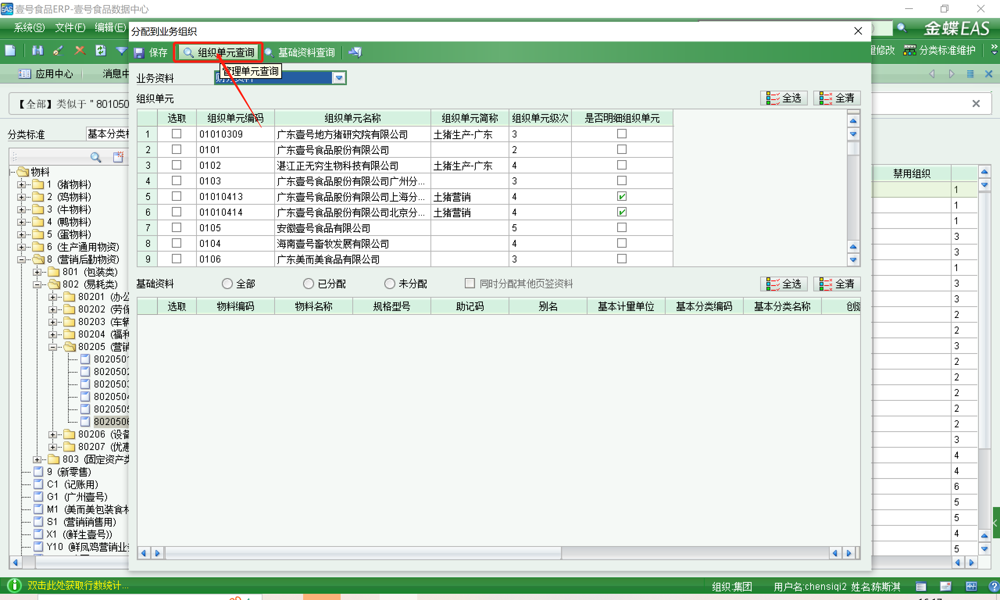 壹号食品ERP-壹号食品数据中心
系统(S) 文件(F) 编辑(E)
金蝶EAS
分配到业务组织
保存 组织单元查询 基础资料查询
管理单元查询
修改 分类标准维护
应用中心 消息中
业务资料
组织单元
全选 全清
【全部】类似于 " 801050
分类标准 基本分类
选取 组织单元编码 组织单元名称 组织单元简称 组织单元级次 是否明细组织单元
1 01010309 广东壹号地方猪研究院有限公司 土猪生产-广东 3
2 0101 广东壹号食品股份有限公司 2
3 0102 湛江正无穷生物科技有限公司 土猪生产-广东 4
4 0103 广东壹号食品股份有限公司广州分... 3
5 01010413 广东壹号食品股份有限公司上海分... 土猪营销 4
6 01010414 广东壹号食品股份有限公司北京分... 土猪营销 4
7 0105 安徽壹号食品有限公司 5
8 0104 海南壹号畜牧发展有限公司 4
9 0106 广东美而美食品有限公司 3
基础资料 全部 已分配 未分配 同时分配其他页签资料
全选 全清
选取 物料编码 物料名称 规格型号 助记码 别名 基本计量单位 基本分类编码 基本分类名称 创建
物料
1 (猪物料)
2 (鸡物料)
3 (牛物料)
4 (鸭物料)
5 (蛋物料)
6 (生产通用物资)
8 (营销后勤物资)
801 (包装类)
802 (易耗类)
80201 (办公
80202 (劳保
80203 (车辆
80204 (福利
80205 (营销
8020501
8020502
8020503
8020504
8020505
8020506
80206 (设备
80207 (优惠
803 (固定资产类
9 (新零售)
C1 (记账用)
G1 (广州壹号)
M1 (美而美包装食材
S1 (营销销售用)
X1 ((鲜生壹号))
Y10 (鲜凤鸡营销业
禁用组织
1
1
1
3
3
1
3
3
2
2
3
2
2
2
2
2
3
4
4
6
5
5
4
5
双击此处获取行数统计...
组织:集团 用户名:chensiqi2 姓名:陈斯淇